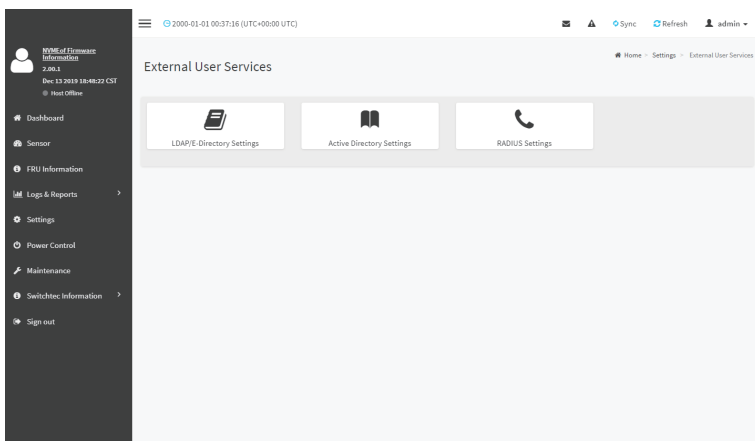 2000-01-01 00:37:16 (UTC+00:00 UTC)
Sync
Refresh
admin
NVMEof Firmware
Information
2.00.1
Dec 13 2019 18:48:22 CST
Host Offline
Dashboard
Sensor
FRU Information
Logs & Reports
Settings
Power Control
Maintenance
Switchtec Information
Sign out
External User Services
Home > Settings > External User Services
LDAP/E-Directory Settings
Active Directory Settings
RADIUS Settings